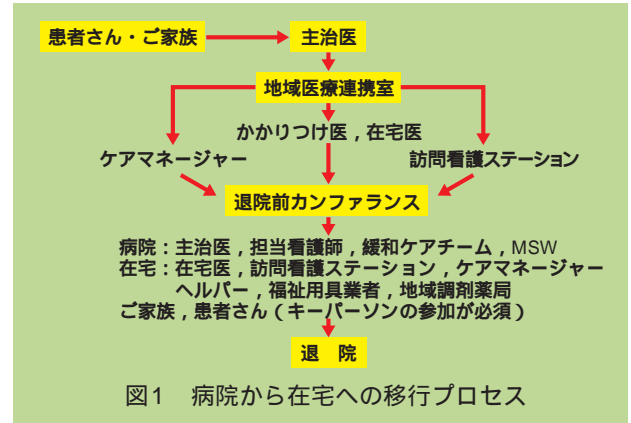 患者さん・ご家族
主治医
地域医療連携室
かかりつけ医，在宅医
ケアマネージャー
訪問看護ステーション
退院前カンファランス
病院：主治医，担当看護師，緩和ケアチーム，MSW
在宅：在宅医，訪問看護ステーション，ケアマネージャー
ヘルパー，福祉用具業者，地域調剤薬局
ご家族，患者さん（キーパーソンの参加が必須）
退　院
図1　病院から在宅への移行プロセス